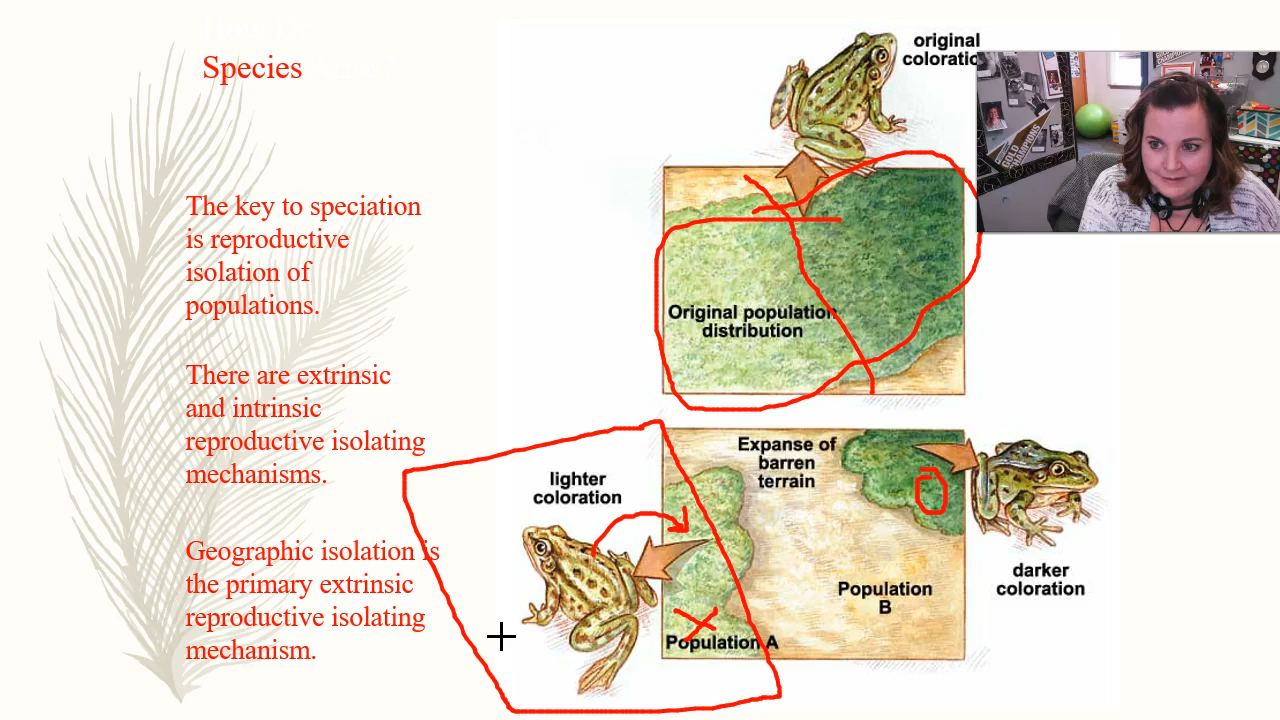 Species
The key to speciation
is reproductive
isolation of
populations.
There are extrinsic
and intrinsic
reproductive isolating
mechanisms.
Geographic isolation is
the primary extrinsic
reproductive isolating
mechanism.
original
Original population
distribution
Expanse of
barren
terrain
lighter
coloration
Population
B
darker
coloration
Population A
GOLD
CHAMPIONS